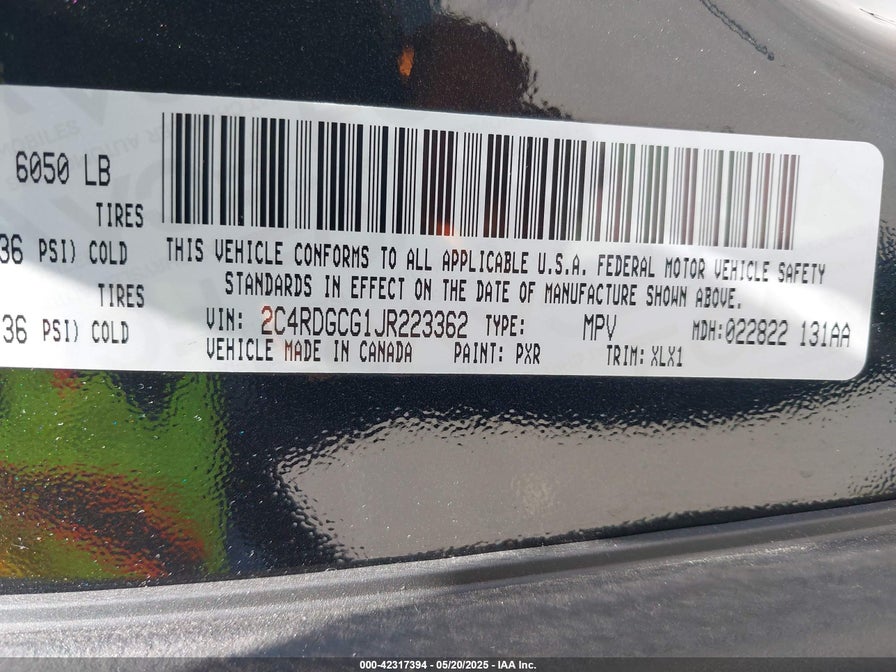 6050 LB
TIRES
36 PSI) COLD
TIRES
36 PSI) COLD
THIS VEHICLE CONFORMS TO ALL APPLICABLE U.S.A. FEDERAL MOTOR VEHICLE SAFETY
STANDARDS IN EFFECT ON THE DATE OF MANUFACTURE SHOWN ABOVE.
VIN: 2C4RDGCG1JR223362 TYPE: MPV MDH:022822 131AA
VEHICLE MADE IN CANADA PAINT: PXR TRIM: XLX1
000-42317394 - 05/20/2025 - IAA Inc.